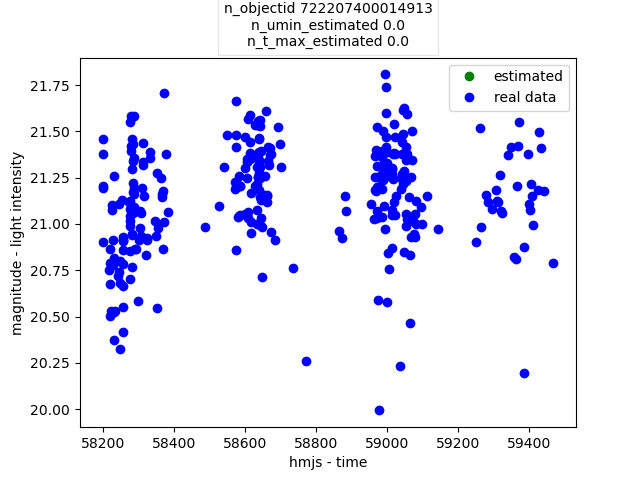 n_objectid 722207400014913
n_umin_estimated 0.0
n_t_max_estimated 0.0
estimated
real data
magnitude - light intensity
21.75
21.50
21.25
21.00
20.75
20.50
20.25
20.00
58200 58400 58600 58800 59000 59200 59400
hmjs - time